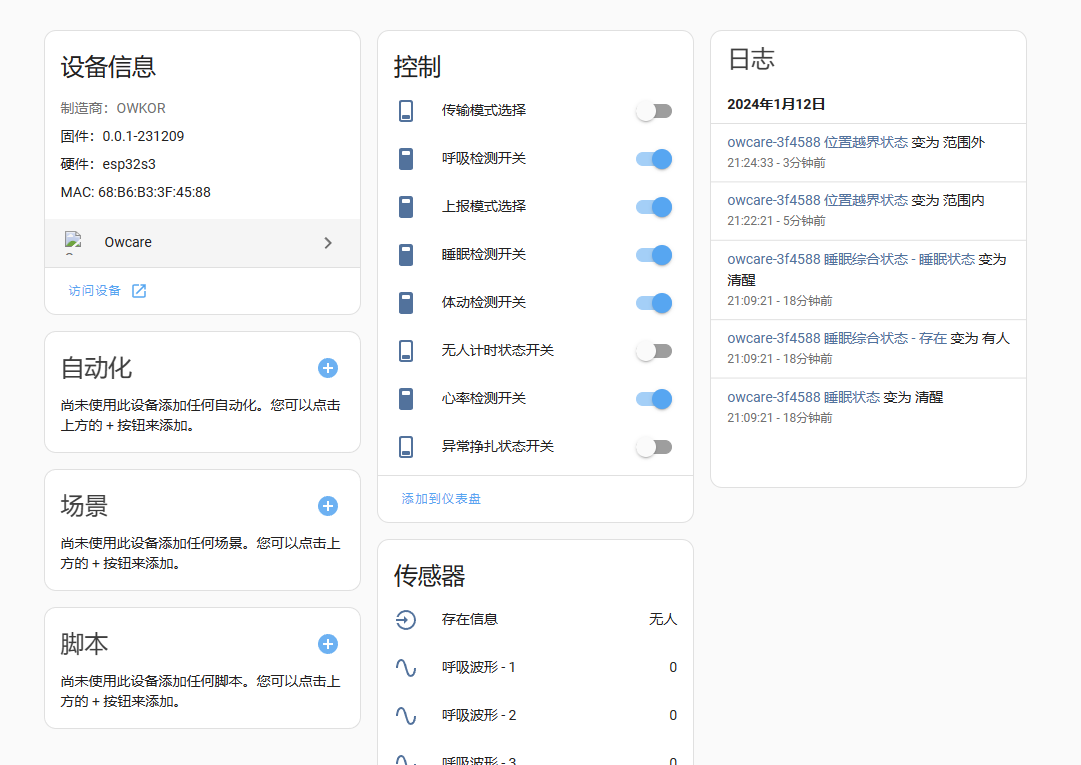 设备信息
制造商：OWKOR
固件：0.0.1-231209
硬件：esp32s3
MAC: 68:B6:B3:3F:45:88
Owcare
访问设备
自动化
尚未使用此设备添加任何自动化。您可以点击
上方的 + 按钮来添加。
场景
尚未使用此设备添加任何场景。您可以点击上
方的 + 按钮来添加。
脚本
尚未使用此设备添加任何脚本。您可以点击上
方的 + 按钮来添加。
控制
传输模式选择
呼吸检测开关
上报模式选择
睡眠检测开关
体动检测开关
无人计时状态开关
心率检测开关
异常挣扎状态开关
添加到仪表盘
传感器
存在信息 无人
呼吸波形 - 1 0
呼吸波形 - 2 0
呼吸波形 - 3 0
日志
2024年1月12日
owcare-3f4588 位置越界状态 变为 范围外
21:24:33 - 3分钟前
owcare-3f4588 位置越界状态 变为 范围内
21:22:21 - 5分钟前
owcare-3f4588 睡眠综合状态 - 睡眠状态 变为
清醒
21:09:21 - 18分钟前
owcare-3f4588 睡眠综合状态 - 存在 变为 有人
21:09:21 - 18分钟前
owcare-3f4588 睡眠状态 变为 清醒
21:09:21 - 18分钟前